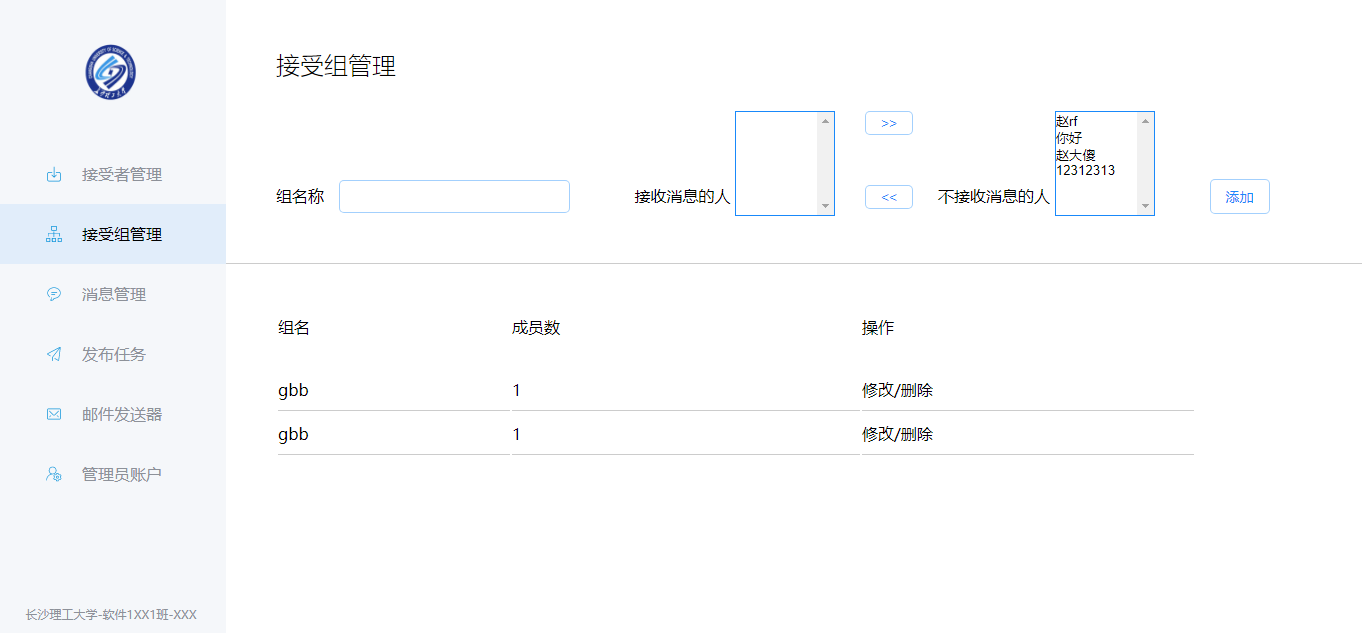 接受组管理
接受者管理
接受组管理
消息管理
发布任务
邮件发送器
管理员账户
长沙理工大学-软件1XX1班-XXX
组名称
接收消息的人
>>
<<
不接收消息的人
赵rf
你好
赵大傻
12312313
添加
组名 成员数 操作
gbb 1 修改/删除
gbb 1 修改/删除